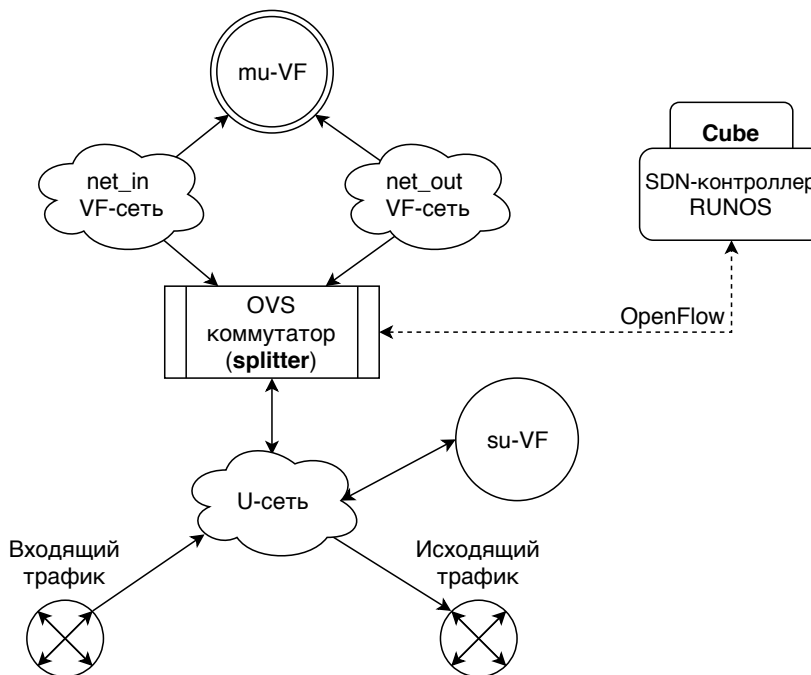 mu-VF
net_in
VF-сеть
net_out
VF-сеть
Cube
SDN-контроллер
RUNOS
OVS
коммутатор
(splitter)
OpenFlow
su-VF
U-сеть
Входящий
трафик
Исходящий
трафик